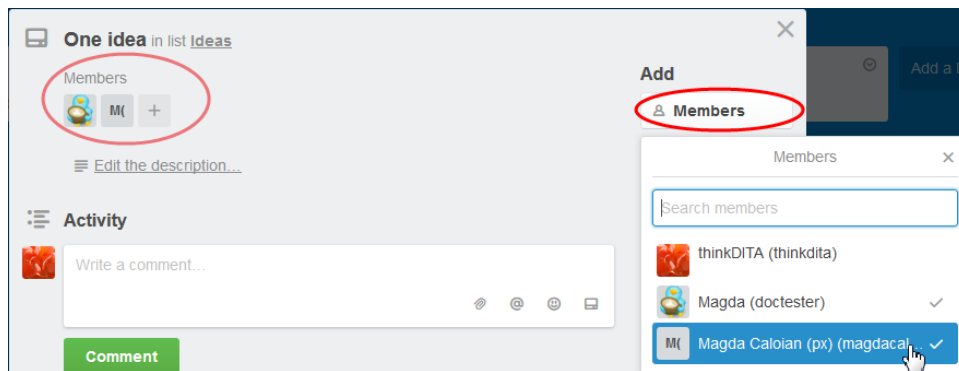 One idea in list Ideas
Members
M( +
Edit the description...
Activity
Write a comment...
@
Comment
Add
Members
Members
Search members
thinkDITA (thinkdita)
Magda (doctester)
M( Magda Caloian (px) (magdacal...
Add a l